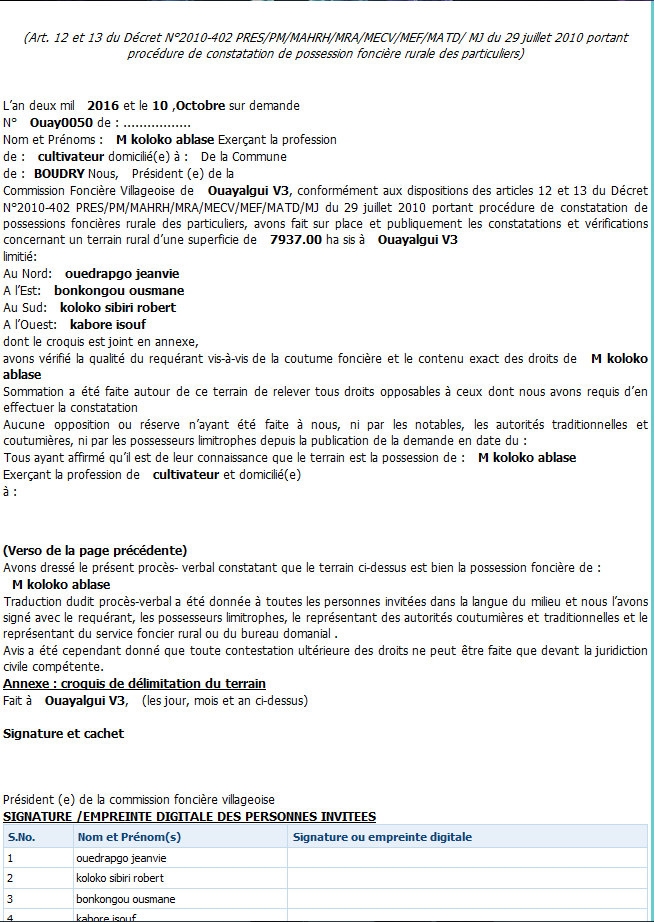 (Art. 12 et 13 du Décret N°2010-402 PRES/PM/MAHRH/MRA/MECV/MEF/MATD/ MJ du 29 juillet 2010 portant
procédure de constatation de possession foncière rurale des particuliers)
L'an deux mil 2016 et le 10 ,Octobre sur demande
N° Ouay0050 de : .................
Nom et Prénoms : M koloko ablase Exerçant la profession
de : cultivateur domicilié(e) à : De la Commune
de : BOUDRY Nous, Président (e) de la
Commission Foncière Villageoise de Ouayalgui V3, conformément aux dispositions des articles 12 et 13 du Décret
N°2010-402 PRES/PM/MAHRH/MRA/MECV/MEF/MATD/MJ du 29 juillet 2010 portant procédure de constatation de
possessions foncières rurale des particuliers, avons fait sur place et publiquement les constatations et vérifications
concernant un terrain rural d'une superficie de 7937.00 ha sis à Ouayalgui V3
limitié:
Au Nord: ouedrapgo jeanvie
A l'Est: bonkongou ousmane
Au Sud: koloko sibiri robert
A l'Ouest: kabore isouf
dont le croquis est joint en annexe,
avons vérifié la qualité du requérant vis-à-vis de la coutume foncière et le contenu exact des droits de M koloko
ablase
Sommation a été faite autour de ce terrain de relever tous droits opposables à ceux dont nous avons requis d'en
effectuer la constatation
Aucune opposition ou réserve n'ayant été faite à nous, ni par les notables, les autorités traditionnelles et
coutumières, ni par les possesseurs limitrophes depuis la publication de la demande en date du :
Tous ayant affirmé qu'il est de leur connaissance que le terrain est la possession de : M koloko ablase
Exerçant la profession de cultivateur et domicilié(e)
à :
(Verso de la page précédente)
Avons dressé le présent procès- verbal constatant que le terrain ci-dessus est bien la possession foncière de :
M koloko ablase
Traduction dudit procès-verbal a été donnée à toutes les personnes invitées dans la langue du milieu et nous l'avons
signé avec le requérant, les possesseurs limitrophes, le représentant des autorités coutumières et traditionnelles et le
représentant du service foncier rural ou du bureau domanial .
Avis a été cependant donné que toute contestation ultérieure des droits ne peut être faite que devant la juridiction
civile compétente.
Annexe : croquis de délimitation du terrain
Fait à Ouayalgui V3, (les jour, mois et an ci-dessus)
Signature et cachet
Président (e) de la commission foncière villageoise
SIGNATURE /EMPREINTE DIGITALE DES PERSONNES INVITEES
S.No. Nom et Prénom(s) Signature ou empreinte digitale
1 ouedrapgo jeanvie
2 koloko sibiri robert
3 bonkongou ousmane
4 kabore isouf